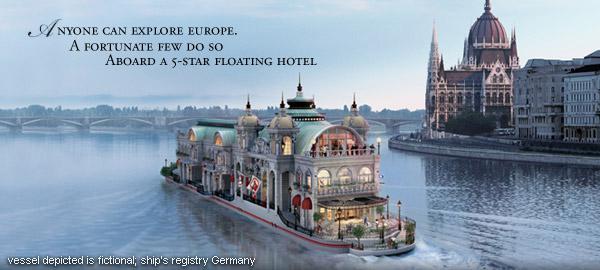 Anyone can explore Europe.
A fortunate few do so
Aboard a 5-star floating hotel
vessel depicted is fictional; ship's registry Germany